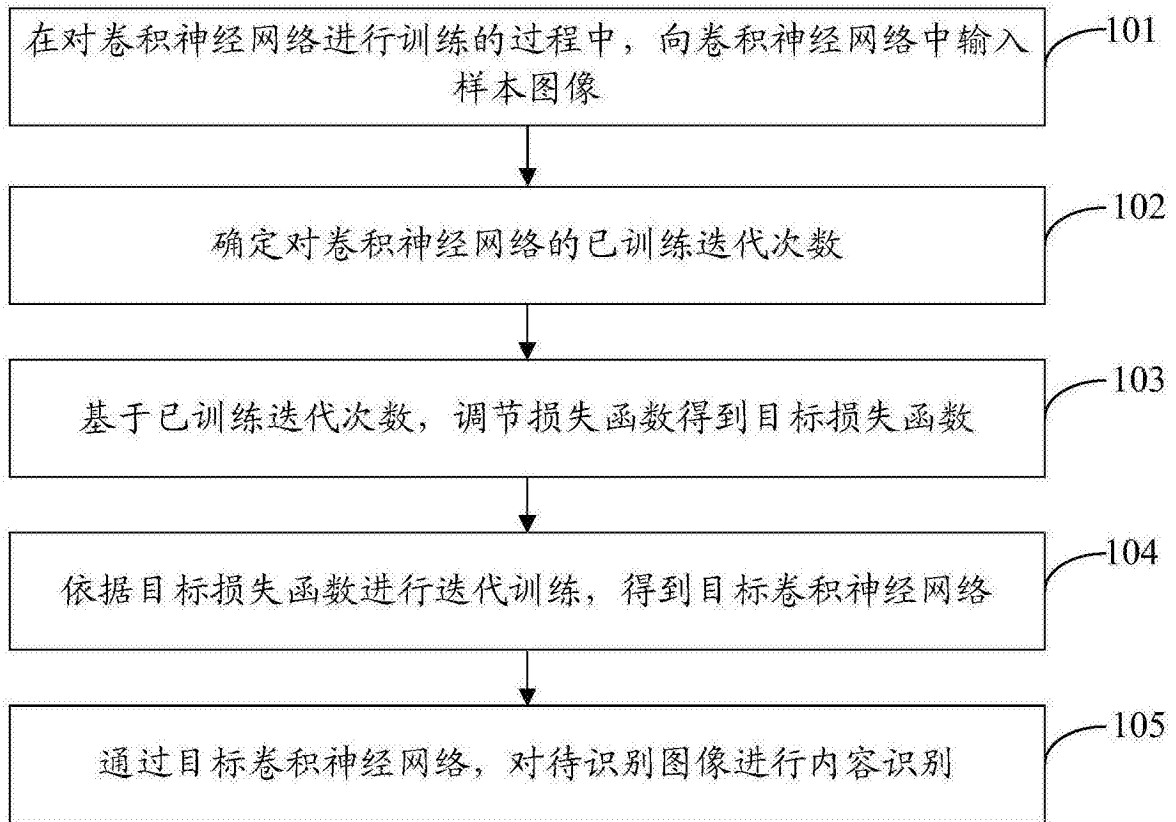 在对卷积神经网络进行训练的过程中，向卷积神经网络中输入
样本图像
101
确定对卷积神经网络的已训练迭代次数
102
基于已训练迭代次数，调节损失函数得到目标损失函数
103
依据目标损失函数进行迭代训练，得到目标卷积神经网络
104
通过目标卷积神经网络，对待识别图像进行内容识别
105